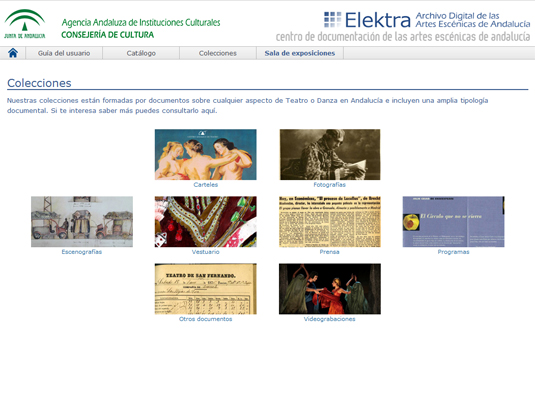 JUNTA DE ANDALUCIA
Agencia Andaluza de Instituciones Culturales
CONSEJERÍA DE CULTURA
Elektra Archivo Digital de las Artes Escénicas de Andalucía
centro de documentación de las artes escénicas de andalucía
Guía del usuario Catálogo Colecciones Sala de exposiciones
Colecciones
Nuestras colecciones están formadas por documentos sobre cualquier aspecto de Teatro o Danza en Andalucía e incluyen una amplia tipología
documental. Si te interesa saber más puedes consultarlo aquí.
Carteles
Fotografías
Hoy, en Económicas, "El proceso de Lucullus", de Brecht
El Círculo que no se cierra
Escenografías
Vestuario
Prensa
Programas
TEATRO DE SAN FERNANDO.
Otros documentos
Videograbaciones